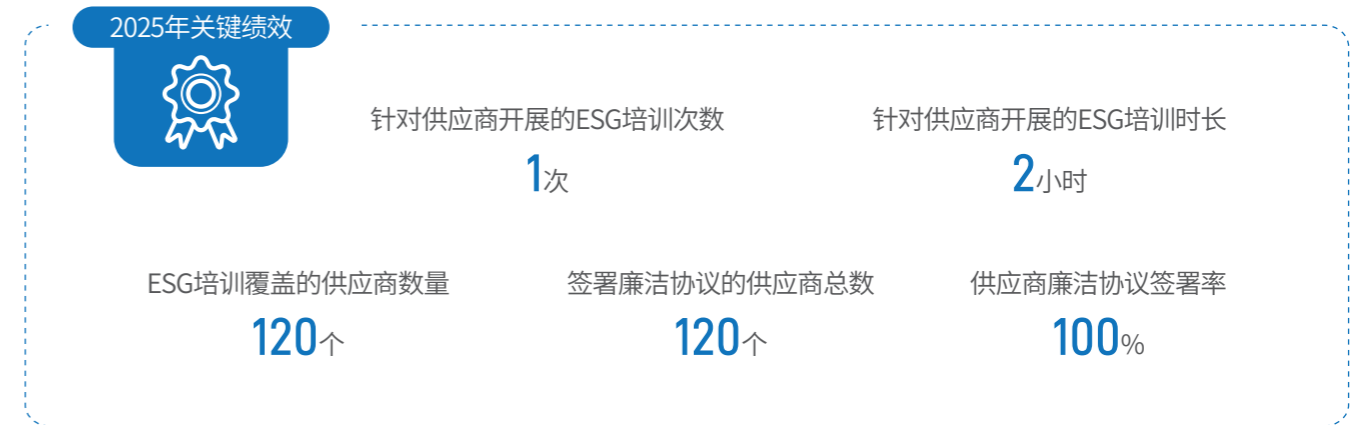 2025年关键绩效
针对供应商开展的ESG培训次数
1次
针对供应商开展的ESG培训时长
2小时
ESG培训覆盖的供应商数量
120个
签署廉洁协议的供应商总数
120个
供应商廉洁协议签署率
100%